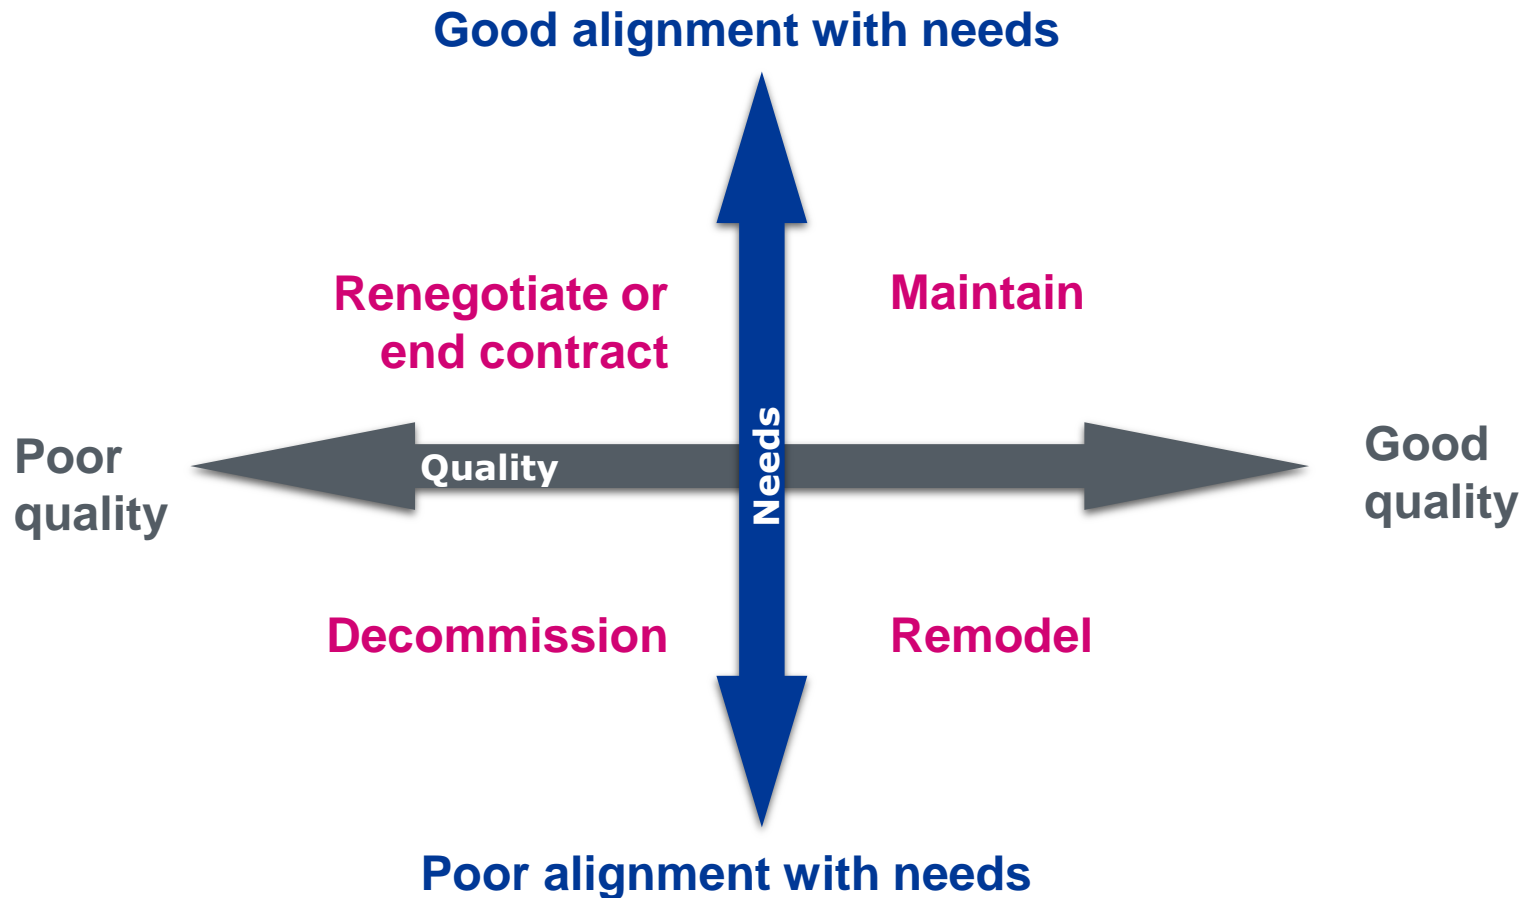 Good alignment with needs
Renegotiate or
end contract
Maintain
Poor
quality
Quality
Needs
Good
quality
Decommission
Remodel
Poor alignment with needs